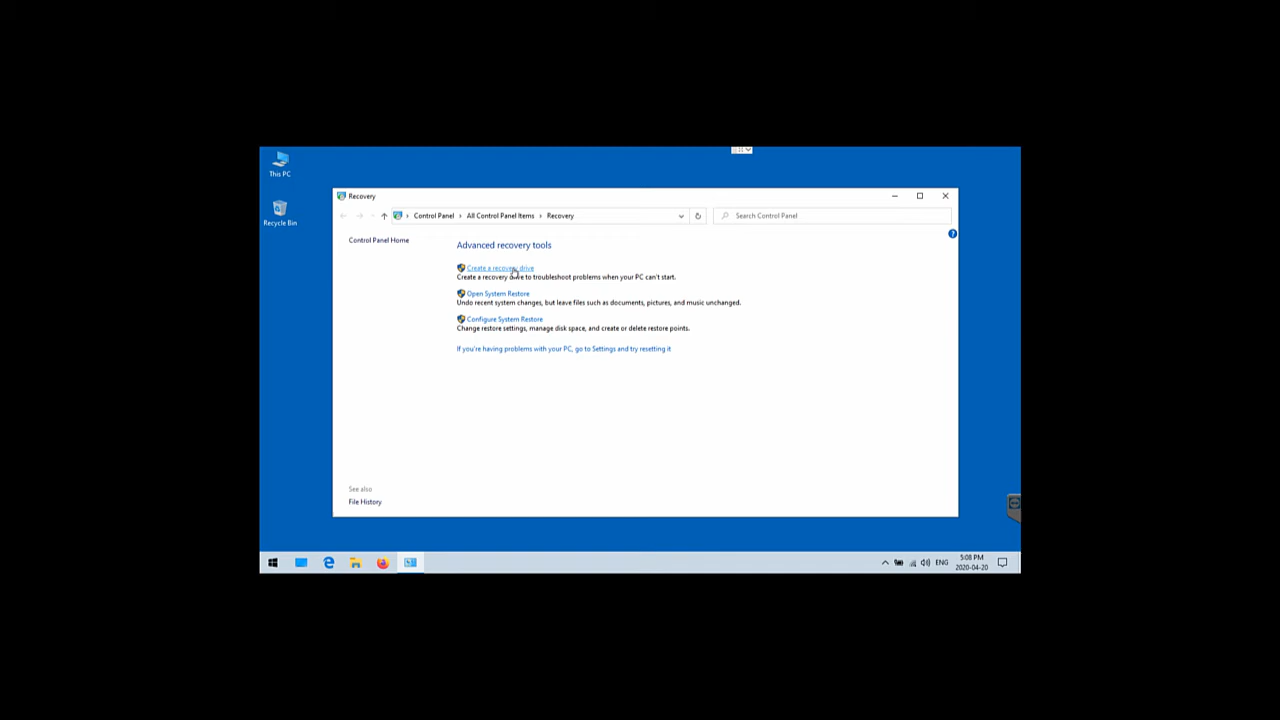 This PC
Recycle Bin
Recovery
Control Panel › All Control Panel Items › Recovery
Search Control Panel
Control Panel Home
Advanced recovery tools
Create a recovery drive
Create a recovery drive to troubleshoot problems when your PC can't start.
Open System Restore
Undo recent system changes, but leave files such as documents, pictures, and music unchanged.
Configure System Restore
Change restore settings, manage disk space, and create or delete restore points.
If you're having problems with your PC, go to Settings and try resetting it
See also
File History
ENG
5:08 PM
2020-04-20